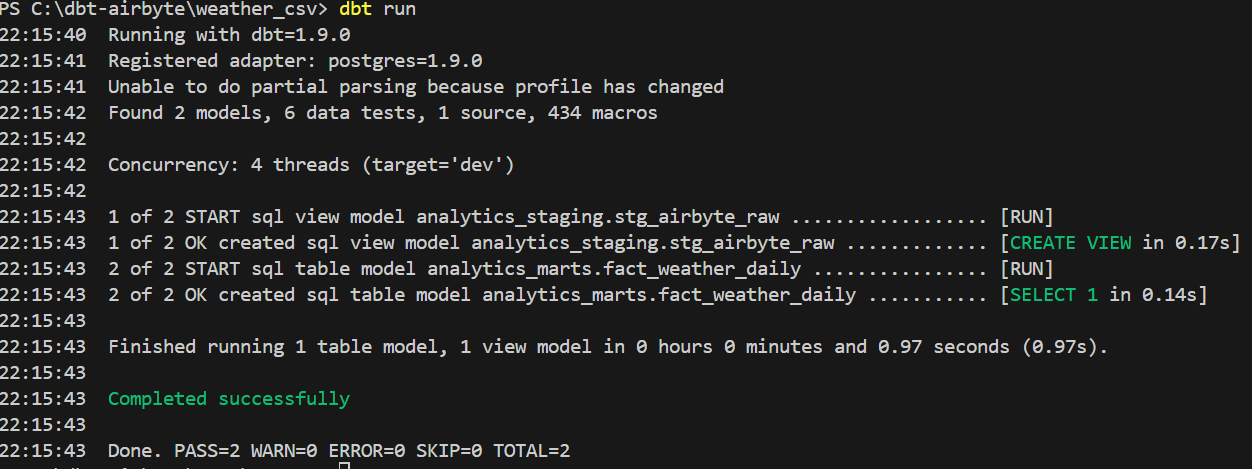 PS C:\dbt-airbyte\weather_csv> dbt run
22:15:40  Running with dbt=1.9.0
22:15:41  Registered adapter: postgres=1.9.0
22:15:41  Unable to do partial parsing because profile has changed
22:15:42  Found 2 models, 6 data tests, 1 source, 434 macros
22:15:42
22:15:42  Concurrency: 4 threads (target='dev')
22:15:42
22:15:43  1 of 2 START sql view model analytics_staging.stg_airbyte_raw .................. [RUN]
22:15:43  1 of 2 OK created sql view model analytics_staging.stg_airbyte_raw ............. [CREATE VIEW in 0.17s]
22:15:43  2 of 2 START sql table model analytics_marts.fact_weather_daily ................ [RUN]
22:15:43  2 of 2 OK created sql table model analytics_marts.fact_weather_daily ........... [SELECT 1 in 0.14s]
22:15:43
22:15:43  Finished running 1 table model, 1 view model in 0 hours 0 minutes and 0.97 seconds (0.97s).
22:15:43
22:15:43  Completed successfully
22:15:43
22:15:43  Done. PASS=2 WARN=0 ERROR=0 SKIP=0 TOTAL=2